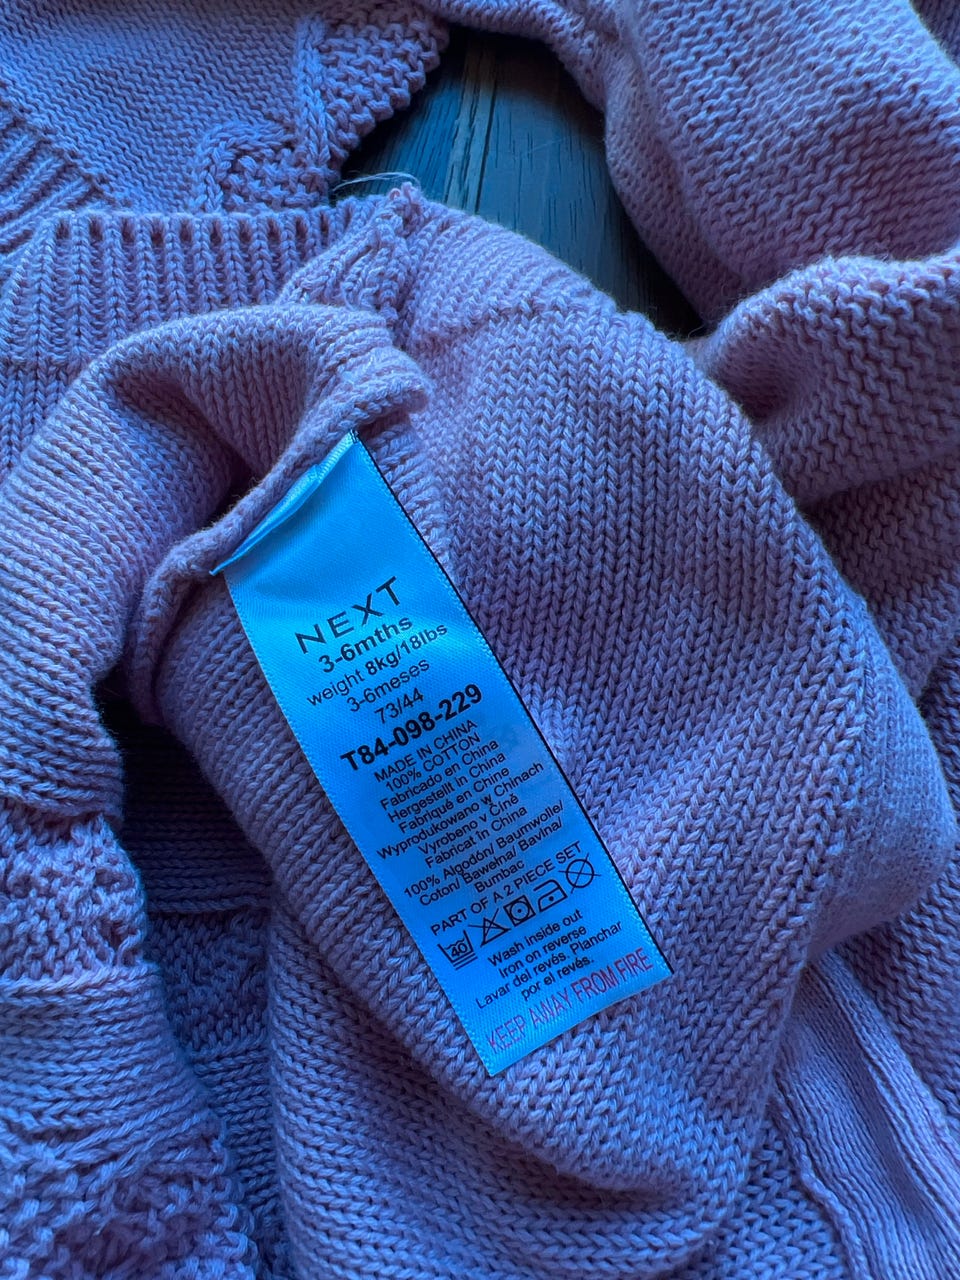 NEXT
3-6mths
weight 8kg/18lbs
3-6meses
73/44
T84-098-229
MADE IN CHINA
100% COTTON
Fabricado en China
Hergestellt in China
Fabriqué en Chine
Wyprodukowano w Chinach
Vyrobeno v Číně
Fabricat în China
100% Algodón/ Baumwolle/
Coton/ Bawełna/ Bavlna/
Bumbac
PART OF A 2 PIECE SET
40
Wash inside out
Iron on reverse
Lavar del revés. Planchar
por el revés.
KEEP AWAY FROM FIRE